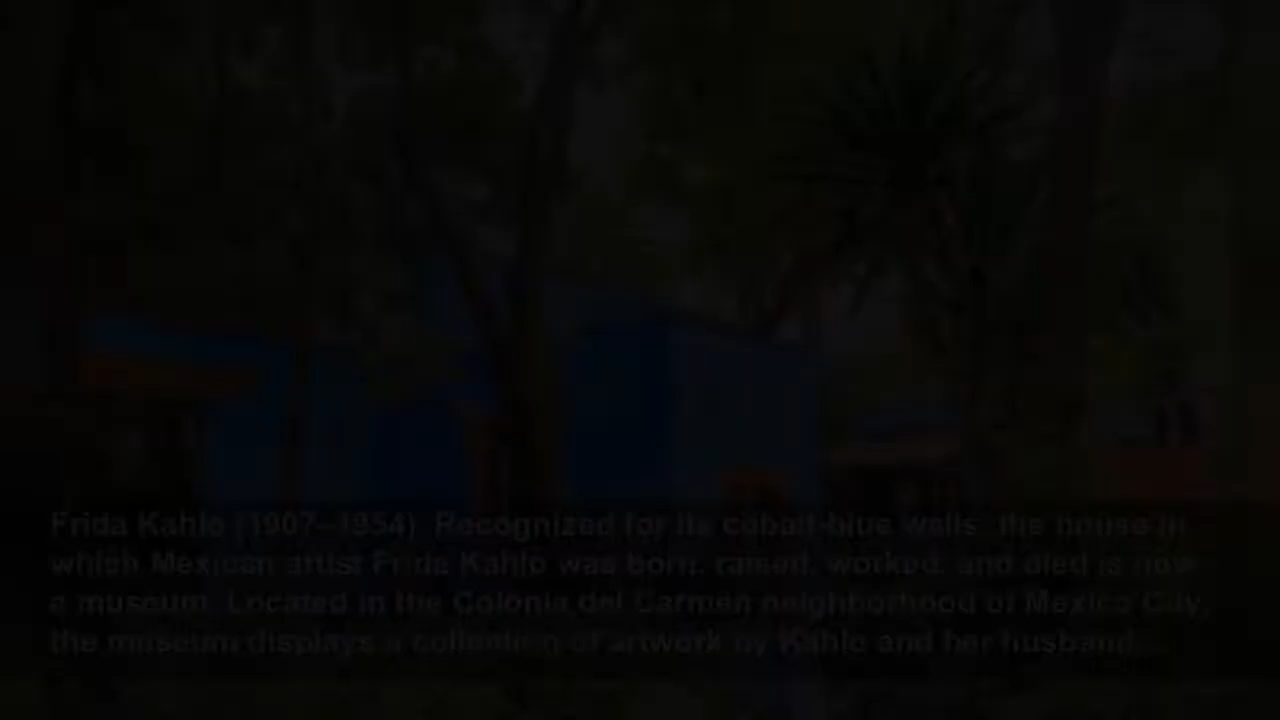 Frida Kahlo (1907–1954). Recognized for its cobalt-blue walls, the house in
which Mexican artist Frida Kahlo was born, raised, worked, and died is now
a museum. Located in the Colonia del Carmen neighborhood of Mexico City,
the museum displays a collection of artwork by Kahlo and her husband...